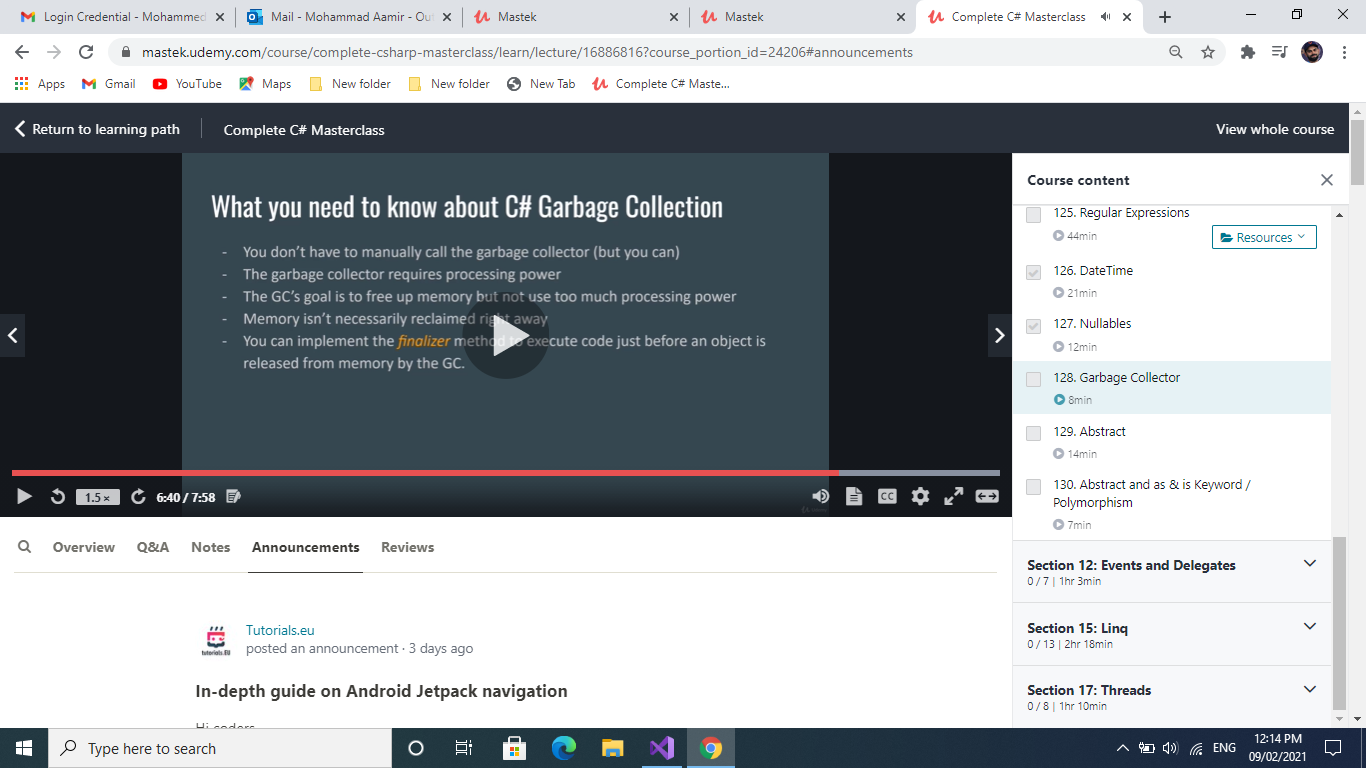 Login Credential - Mohammed
Mail - Mohammad Aamir - Ou
Mastek
Mastek
Complete C# Masterclass
mastek.udemy.com/course/complete-csharp-masterclass/learn/lecture/16886816?course_portion_id=24206#announcements
Apps
Gmail
YouTube
Maps
New folder
New folder
New Tab
Complete C# Maste...
Return to learning path
Complete C# Masterclass
View whole course
What you need to know about C# Garbage Collection
- You don't have to manually call the garbage collector (but you can)
- The garbage collector requires processing power
- The GC's goal is to free up memory but not use too much processing power
- Memory isn't necessarily reclaimed right away
- You can implement the finalizer method to execute code just before an object is
released from memory by the GC.
1.5 ×
6:40 / 7:58
CC
Course content
125. Regular Expressions
44min
Resources
126. DateTime
21min
127. Nullables
12min
128. Garbage Collector
8min
129. Abstract
14min
130. Abstract and as & is Keyword /
Polymorphism
7min
Section 12: Events and Delegates
0 / 7 | 1hr 3min
Section 15: Linq
0 / 13 | 2hr 18min
Section 17: Threads
0 / 8 | 1hr 10min
Overview
Q&A
Notes
Announcements
Reviews
tutorials.EU
Tutorials.eu
posted an announcement · 3 days ago
In-depth guide on Android Jetpack navigation
Hi coders
Type here to search
ENG
12:14 PM
09/02/2021